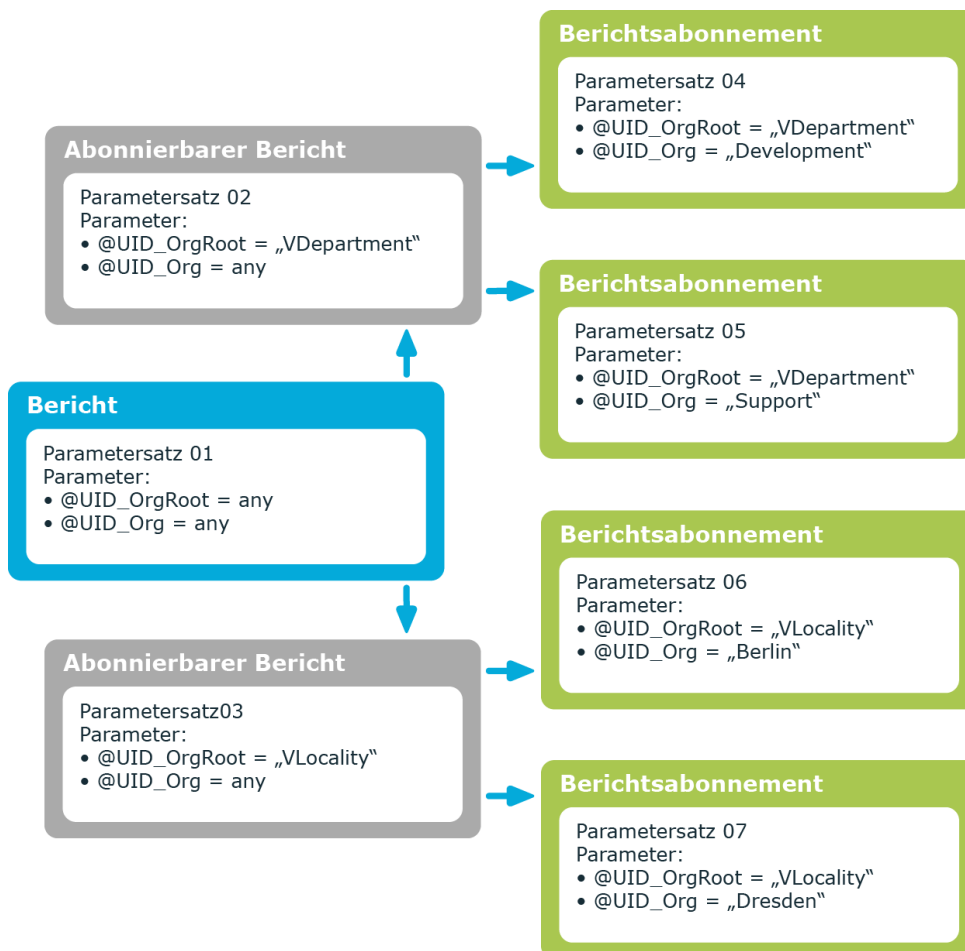 Berichtsabonnement
Parametersatz 04
Parameter:
• @UID_OrgRoot = „VDepartment“
• @UID_Org = „Development“
Abonnierbarer Bericht
Parametersatz 02
Parameter:
• @UID_OrgRoot = „VDepartment“
• @UID_Org = any
Berichtsabonnement
Parametersatz 05
Parameter:
• @UID_OrgRoot = „VDepartment“
• @UID_Org = „Support“
Bericht
Parametersatz 01
Parameter:
• @UID_OrgRoot = any
• @UID_Org = any
Berichtsabonnement
Parametersatz 06
Parameter:
• @UID_OrgRoot = „VLocality“
• @UID_Org = „Berlin“
Abonnierbarer Bericht
Parametersatz03
Parameter:
• @UID_OrgRoot = „VLocality“
• @UID_Org = any
Berichtsabonnement
Parametersatz 07
Parameter:
• @UID_OrgRoot = „VLocality“
• @UID_Org = „Dresden“